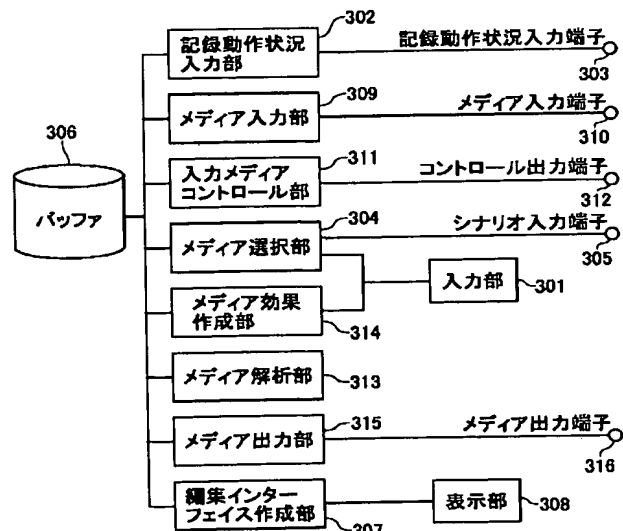 302
記録動作状況
入力部
記録動作状況入力端子
303
309
メディア入力部
メディア入力端子
310
306
バッファ
311
入力メディア
コントロール部
コントロール出力端子
312
304
メディア選択部
シナリオ入力端子
305
入力部
301
メディア効果
作成部
314
メディア解析部
313
315
メディア出力部
メディア出力端子
316
編集インター
フェイス作成部
307
表示部
308